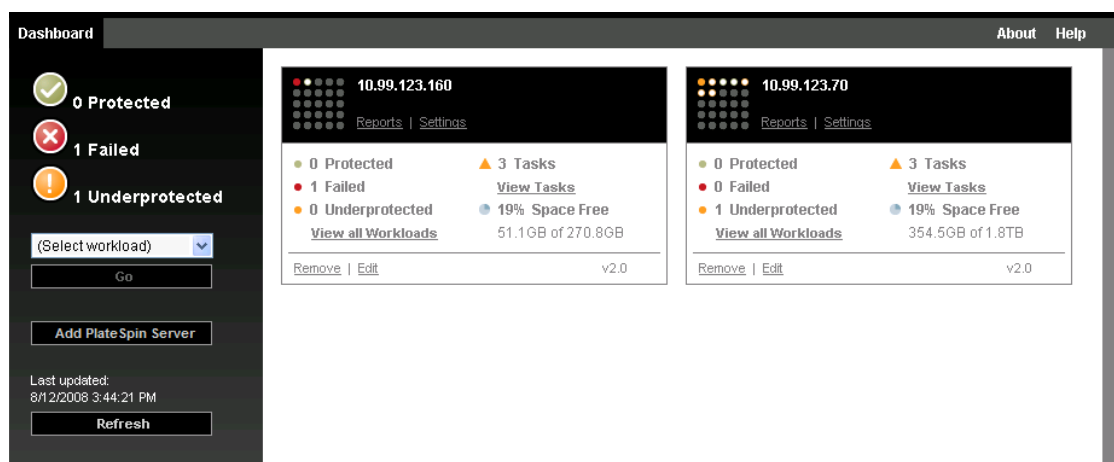 Dashboard
About Help
0 Protected
1 Failed
1 Underprotected
(Select workload)
Go
Add PlateSpin Server
Last updated:
8/12/2008 3:44:21 PM
Refresh
10.99.123.160
Reports | Settings
0 Protected
1 Failed
0 Underprotected
View all Workloads
3 Tasks
View Tasks
19% Space Free
51.1GB of 270.8GB
Remove | Edit
v2.0
10.99.123.70
Reports | Settings
0 Protected
0 Failed
1 Underprotected
View all Workloads
3 Tasks
View Tasks
19% Space Free
354.5GB of 1.8TB
Remove | Edit
v2.0